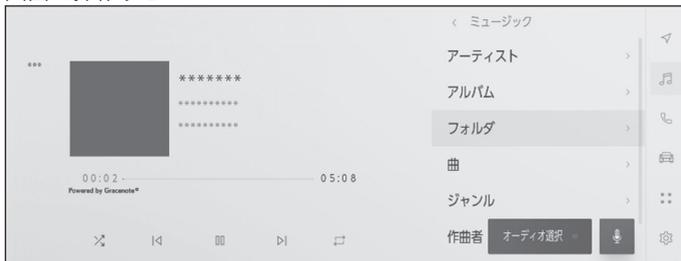 ミュージック
*******
**********
**********
00:02
05:08
Powered by Gracenote®
アーティスト
アルバム
フォルダ
曲
ジャンル
作曲者
オーディオ選択